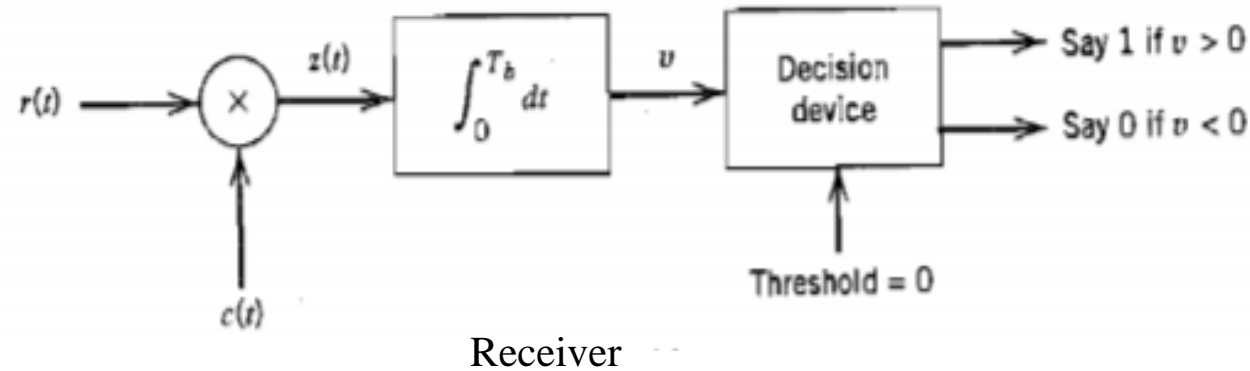 r(t)
×
z(t)
∫₀^{T_b} dt
v
Decision
device
Say 1 if v > 0
Say 0 if v < 0
Threshold = 0
c(t)
Receiver